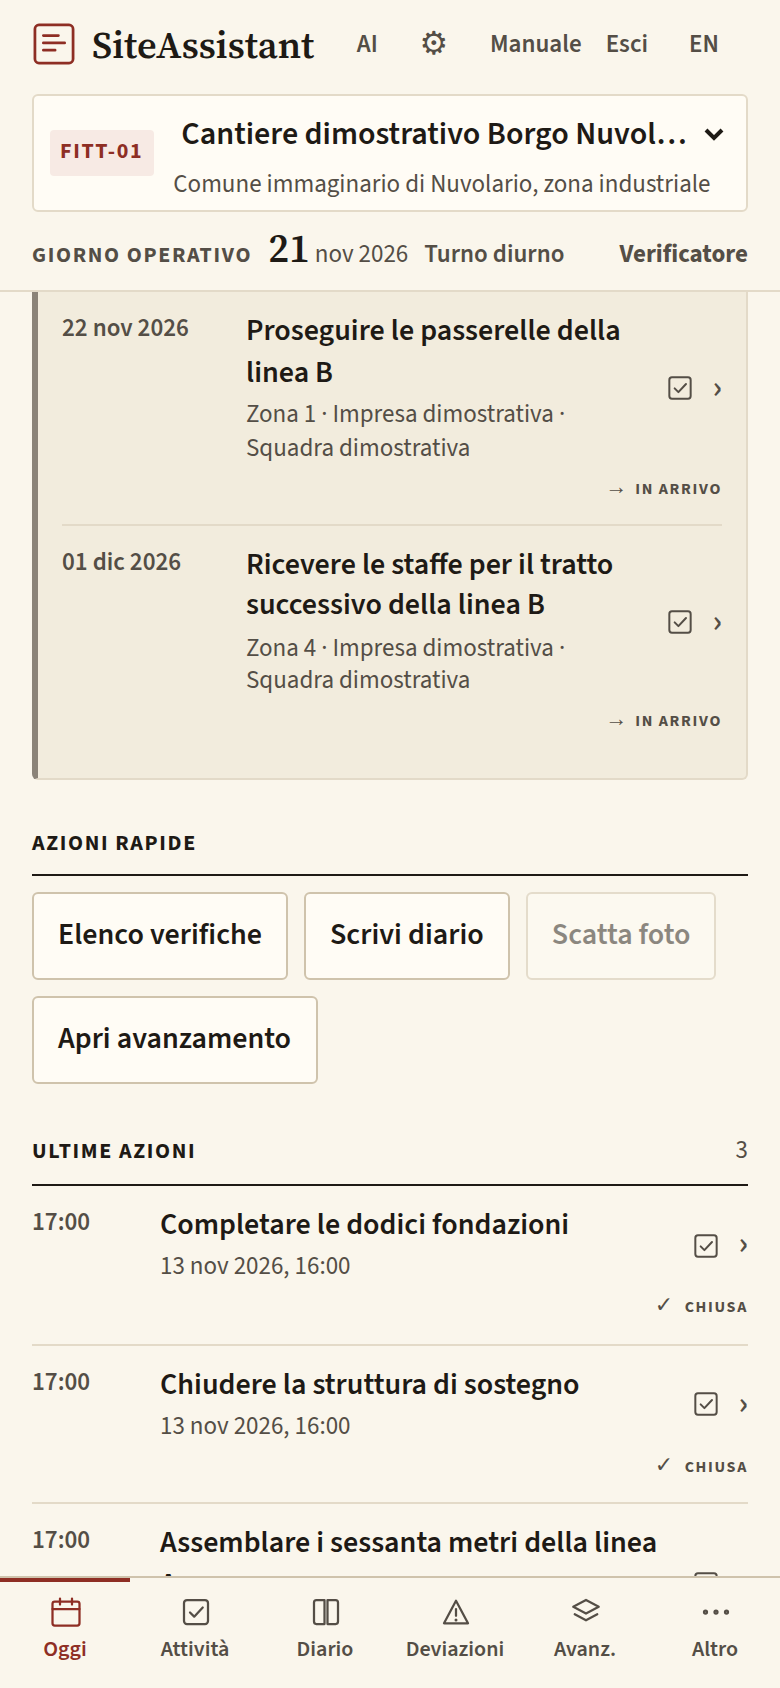 SiteAssistant AI ⚙ Manuale Esci EN
FITT-01 Cantiere dimostrativo Borgo Nuvol…
Comune immaginario di Nuvolario, zona industriale
GIORNO OPERATIVO 21 nov 2026 Turno diurno Verificatore
22 nov 2026 Proseguire le passerelle della
linea B
Zona 1 · Impresa dimostrativa ·
Squadra dimostrativa
→ IN ARRIVO
01 dic 2026 Ricevere le staffe per il tratto
successivo della linea B
Zona 4 · Impresa dimostrativa ·
Squadra dimostrativa
→ IN ARRIVO
AZIONI RAPIDE
Elenco verifiche Scrivi diario Scatta foto
Apri avanzamento
ULTIME AZIONI 3
17:00 Completare le dodici fondazioni
13 nov 2026, 16:00
✓ CHIUSA
17:00 Chiudere la struttura di sostegno
13 nov 2026, 16:00
✓ CHIUSA
17:00 Assemblare i sessanta metri della linea
Oggi Attività Diario Deviazioni Avanz. Altro